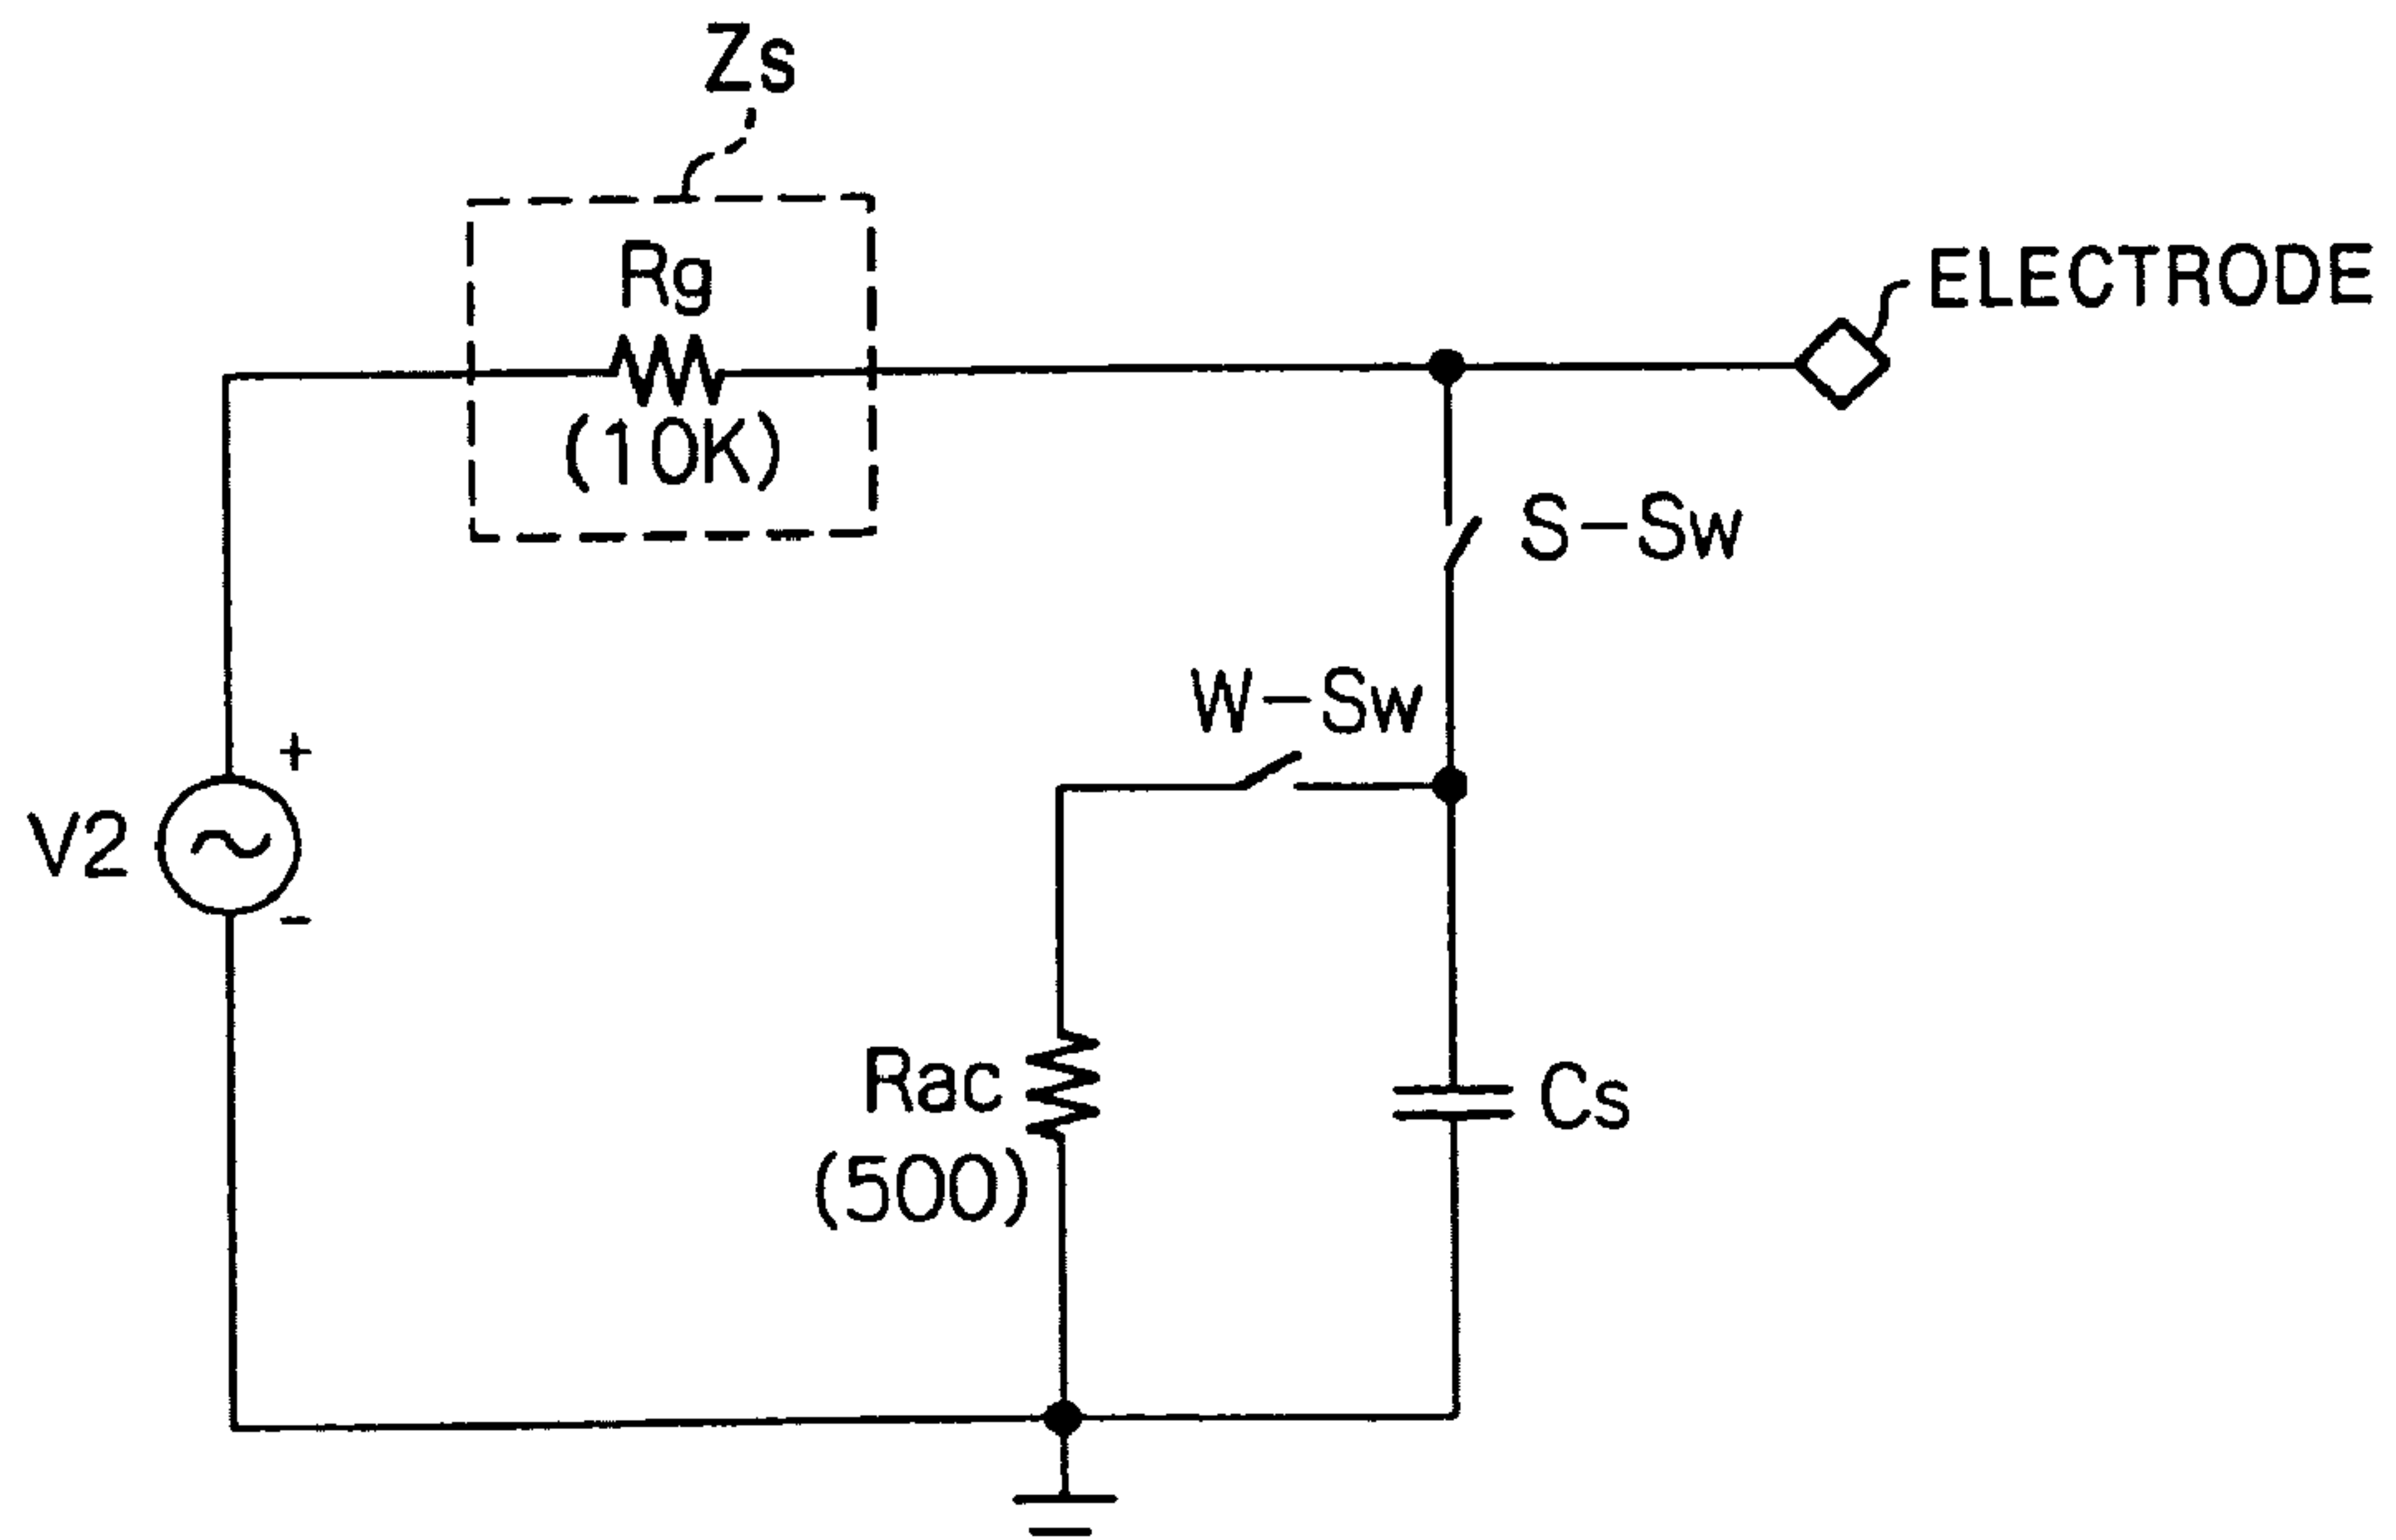 Zs
Rg
(10K)
ELECTRODE
S-Sw
W-Sw
+
V2
-
Rac
(500)
Cs